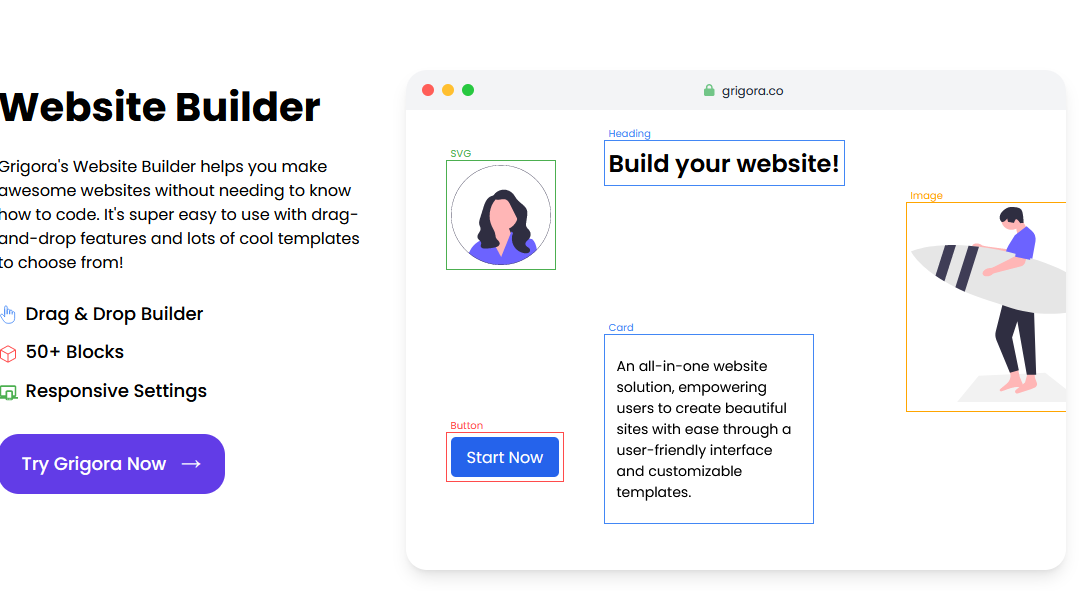 Website Builder
Grigora's Website Builder helps you make
awesome websites without needing to know
how to code. It's super easy to use with drag-
and-drop features and lots of cool templates
to choose from!
Drag & Drop Builder
50+ Blocks
Responsive Settings
Try Grigora Now →
grigora.co
Heading
Build your website!
SVG
Image
Card
An all-in-one website
solution, empowering
users to create beautiful
sites with ease through a
user-friendly interface
and customizable
templates.
Button
Start Now